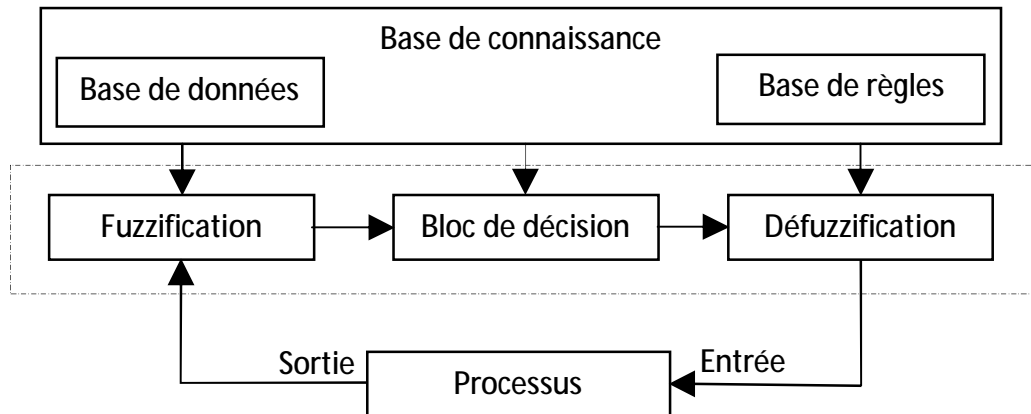 Base de connaissance
Base de données
Base de règles
Fuzzification
Bloc de décision
Défuzzification
Sortie
Processus
Entrée